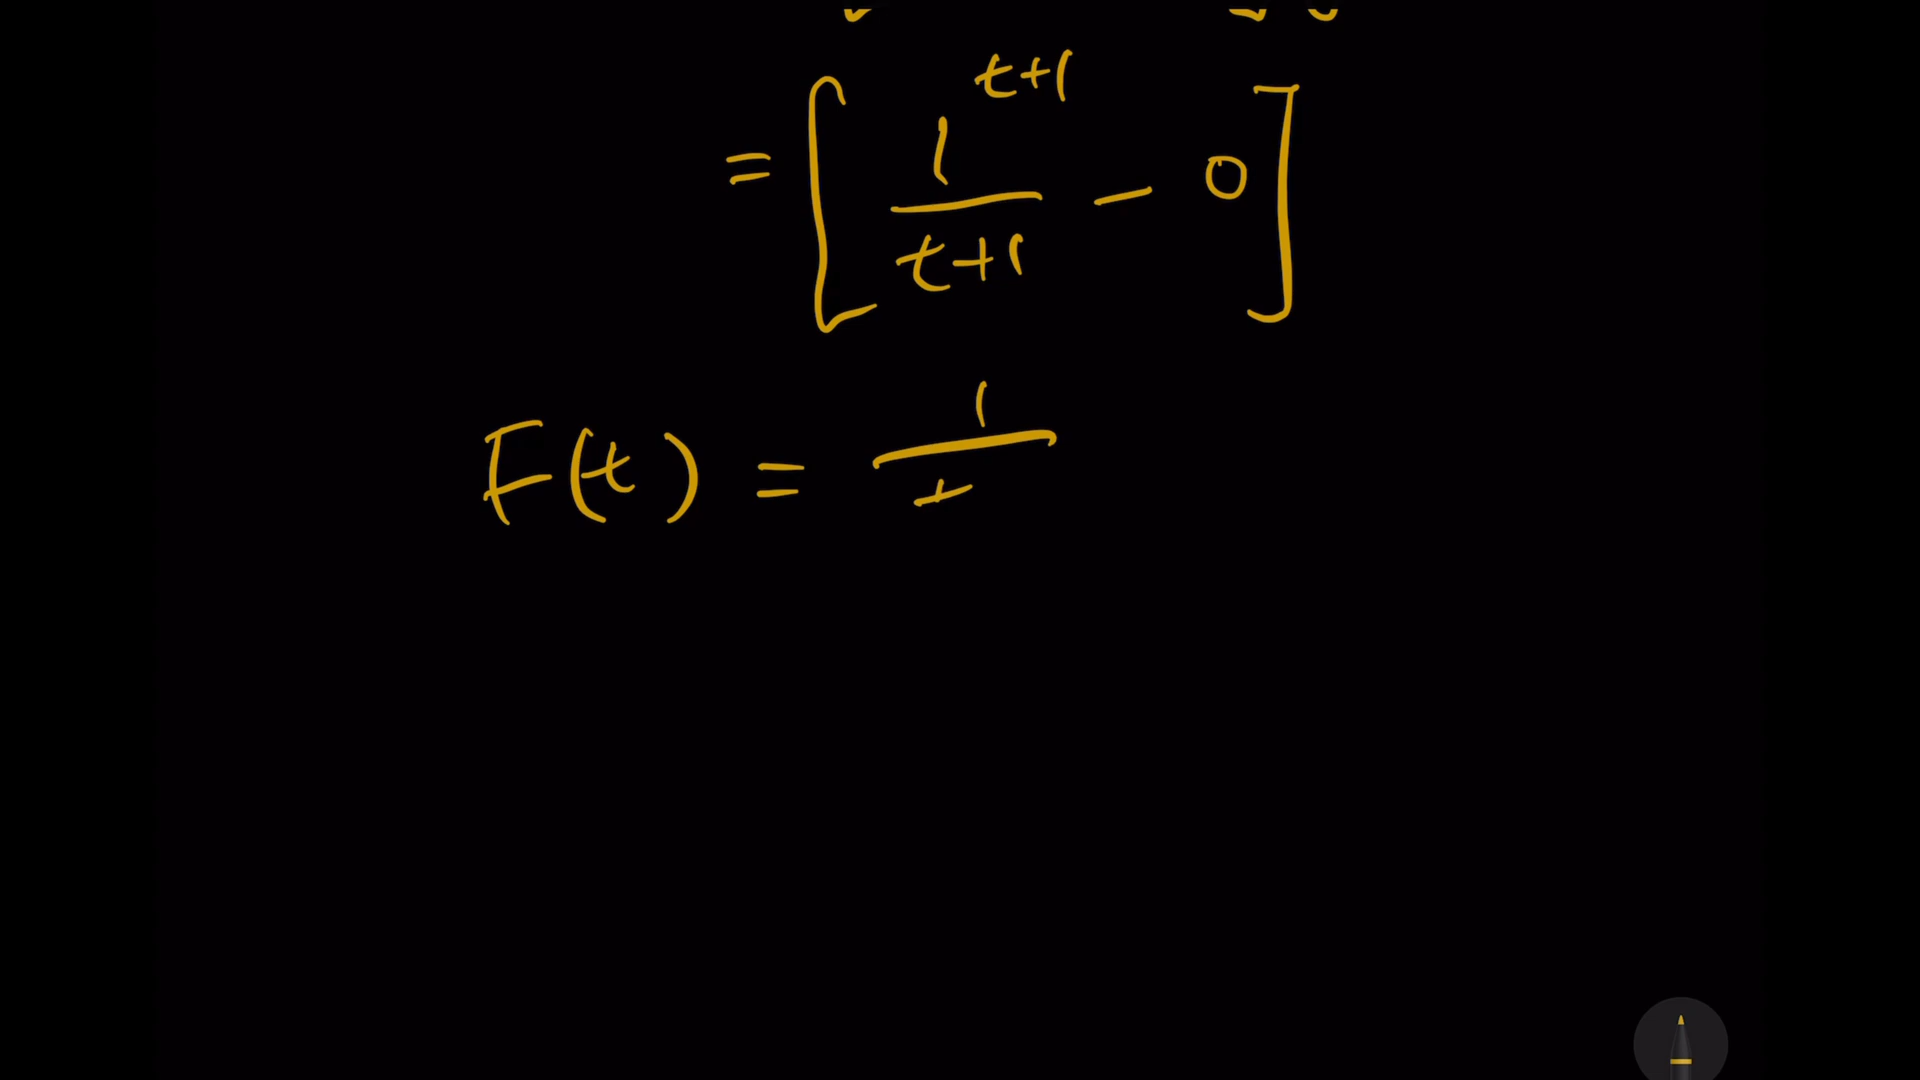 = [ 1^{t+1} / t+1 - 0 ]
F(t) = 1 / t